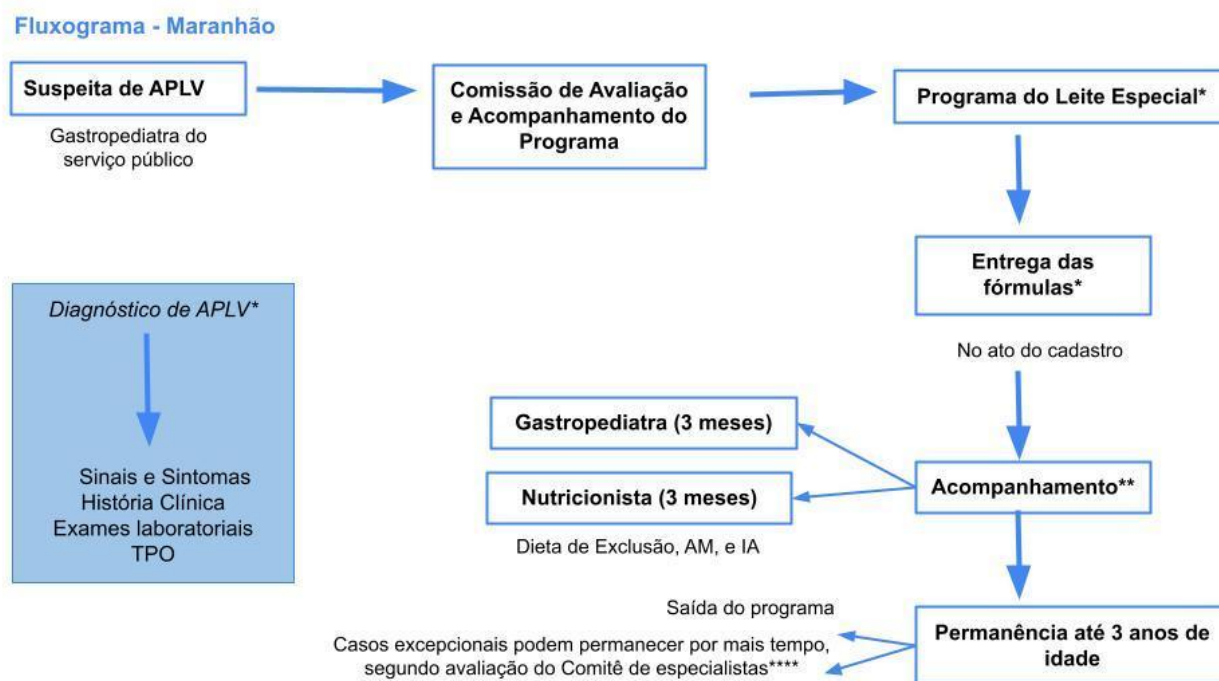 Fluxograma - Maranhão
Suspeita de APLV
Gastropediatra do
serviço público
Comissão de Avaliação
e Acompanhamento do
Programa
Programa do Leite Especial*
Entrega das
fórmulas*
No ato do cadastro
Diagnóstico de APLV*
Sinais e Sintomas
História Clínica
Exames laboratoriais
TPO
Gastropediatra (3 meses)
Nutricionista (3 meses)
Dieta de Exclusão, AM, e IA
Acompanhamento**
Saída do programa
Casos excepcionais podem permanecer por mais tempo,
segundo avaliação do Comitê de especialistas****
Permanência até 3 anos de
idade